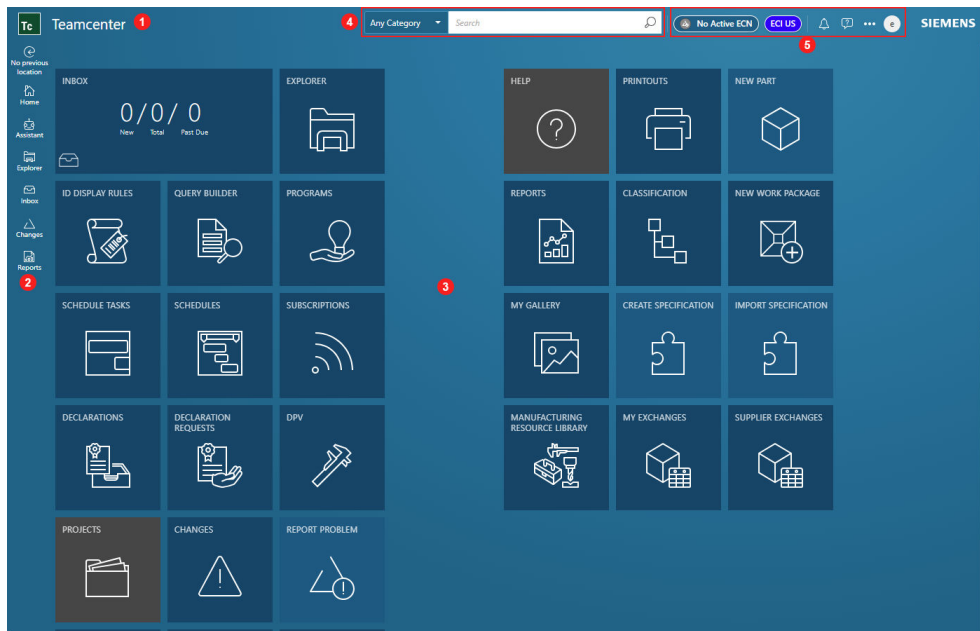 Tc Teamcenter 1
4 Any Category Search
No Active ECN ECI US e
5
SIEMENS
No previous
location
Home
Assistant
Explorer
Inbox
Changes
Reports
2
INBOX
0/0/ 0
New Total Past Due
EXPLORER
HELP
PRINTOUTS
NEW PART
ID DISPLAY RULES
QUERY BUILDER
PROGRAMS
REPORTS
CLASSIFICATION
NEW WORK PACKAGE
3
SCHEDULE TASKS
SCHEDULES
SUBSCRIPTIONS
MY GALLERY
CREATE SPECIFICATION
IMPORT SPECIFICATION
DECLARATIONS
DECLARATION
REQUESTS
DPV
MANUFACTURING
RESOURCE LIBRARY
MY EXCHANGES
SUPPLIER EXCHANGES
PROJECTS
CHANGES
REPORT PROBLEM